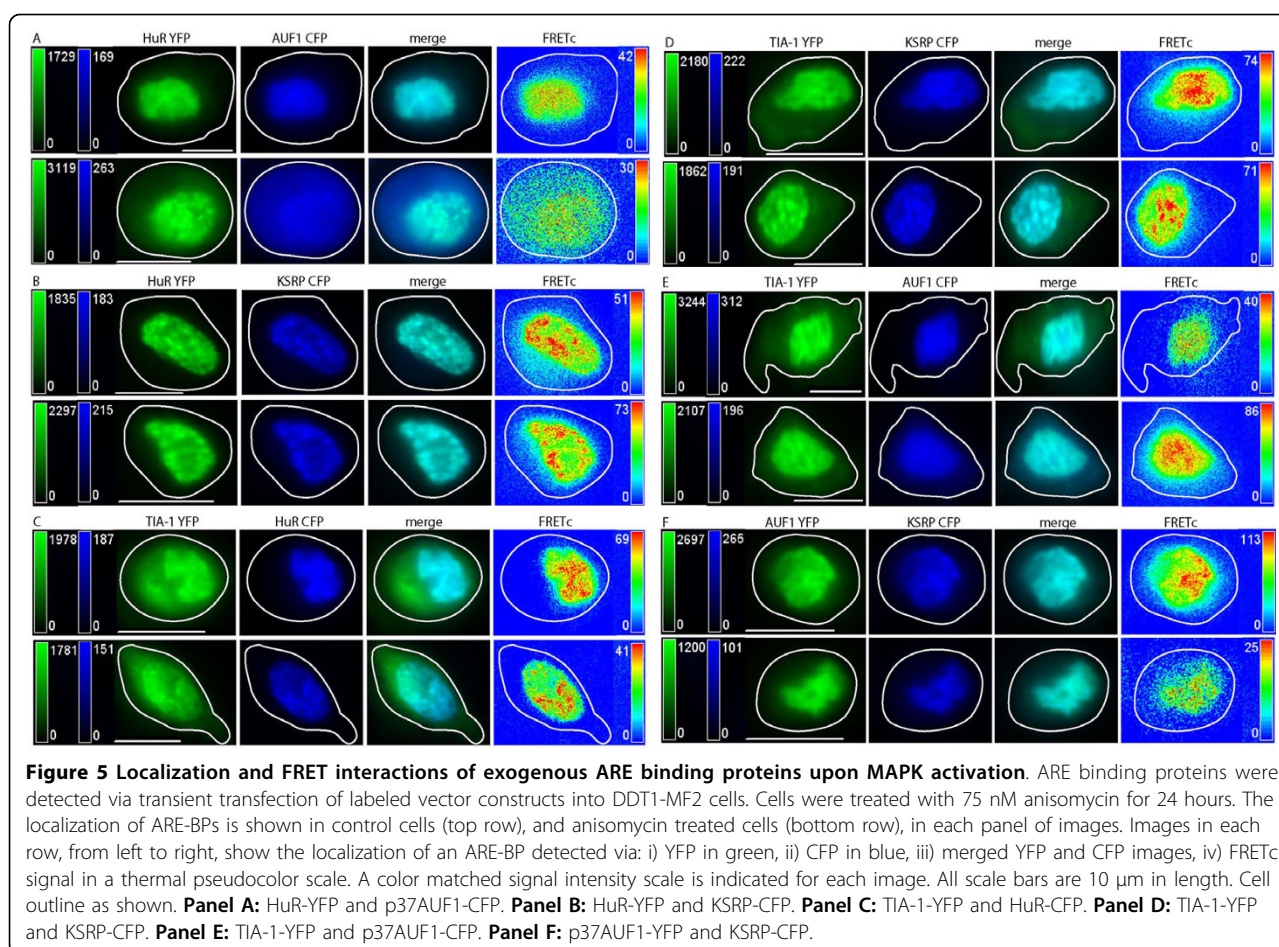 A
HuR YFP AUF1 CFP merge FRETc
1729 169 42
0 0 0
3119 263 30
0 0 0
B
HuR YFP KSRP CFP merge FRETc
1835 183 51
0 0 0
2297 215 73
0 0 0
C
TIA-1 YFP HuR CFP merge FRETc
1978 187 69
0 0 0
1781 151 41
0 0 0
D
TIA-1 YFP KSRP CFP merge FRETc
2180 222 74
0 0 0
1862 191 71
0 0 0
E
TIA-1 YFP AUF1 CFP merge FRETc
3244 312 40
0 0 0
2107 196 86
0 0 0
F
AUF1 YFP KSRP CFP merge FRETc
2697 265 113
0 0 0
1200 101 25
0 0 0
Figure 5 Localization and FRET interactions of exogenous ARE binding proteins upon MAPK activation. ARE binding proteins were
detected via transient transfection of labeled vector constructs into DDT1-MF2 cells. Cells were treated with 75 nM anisomycin for 24 hours. The
localization of ARE-BPs is shown in control cells (top row), and anisomycin treated cells (bottom row), in each panel of images. Images in each
row, from left to right, show the localization of an ARE-BP detected via: i) YFP in green, ii) CFP in blue, iii) merged YFP and CFP images, iv) FRETc
signal in a thermal pseudocolor scale. A color matched signal intensity scale is indicated for each image. All scale bars are 10 μm in length. Cell
outline as shown. Panel A: HuR-YFP and p37AUF1-CFP. Panel B: HuR-YFP and KSRP-CFP. Panel C: TIA-1-YFP and HuR-CFP. Panel D: TIA-1-YFP
and KSRP-CFP. Panel E: TIA-1-YFP and p37AUF1-CFP. Panel F: p37AUF1-YFP and KSRP-CFP.